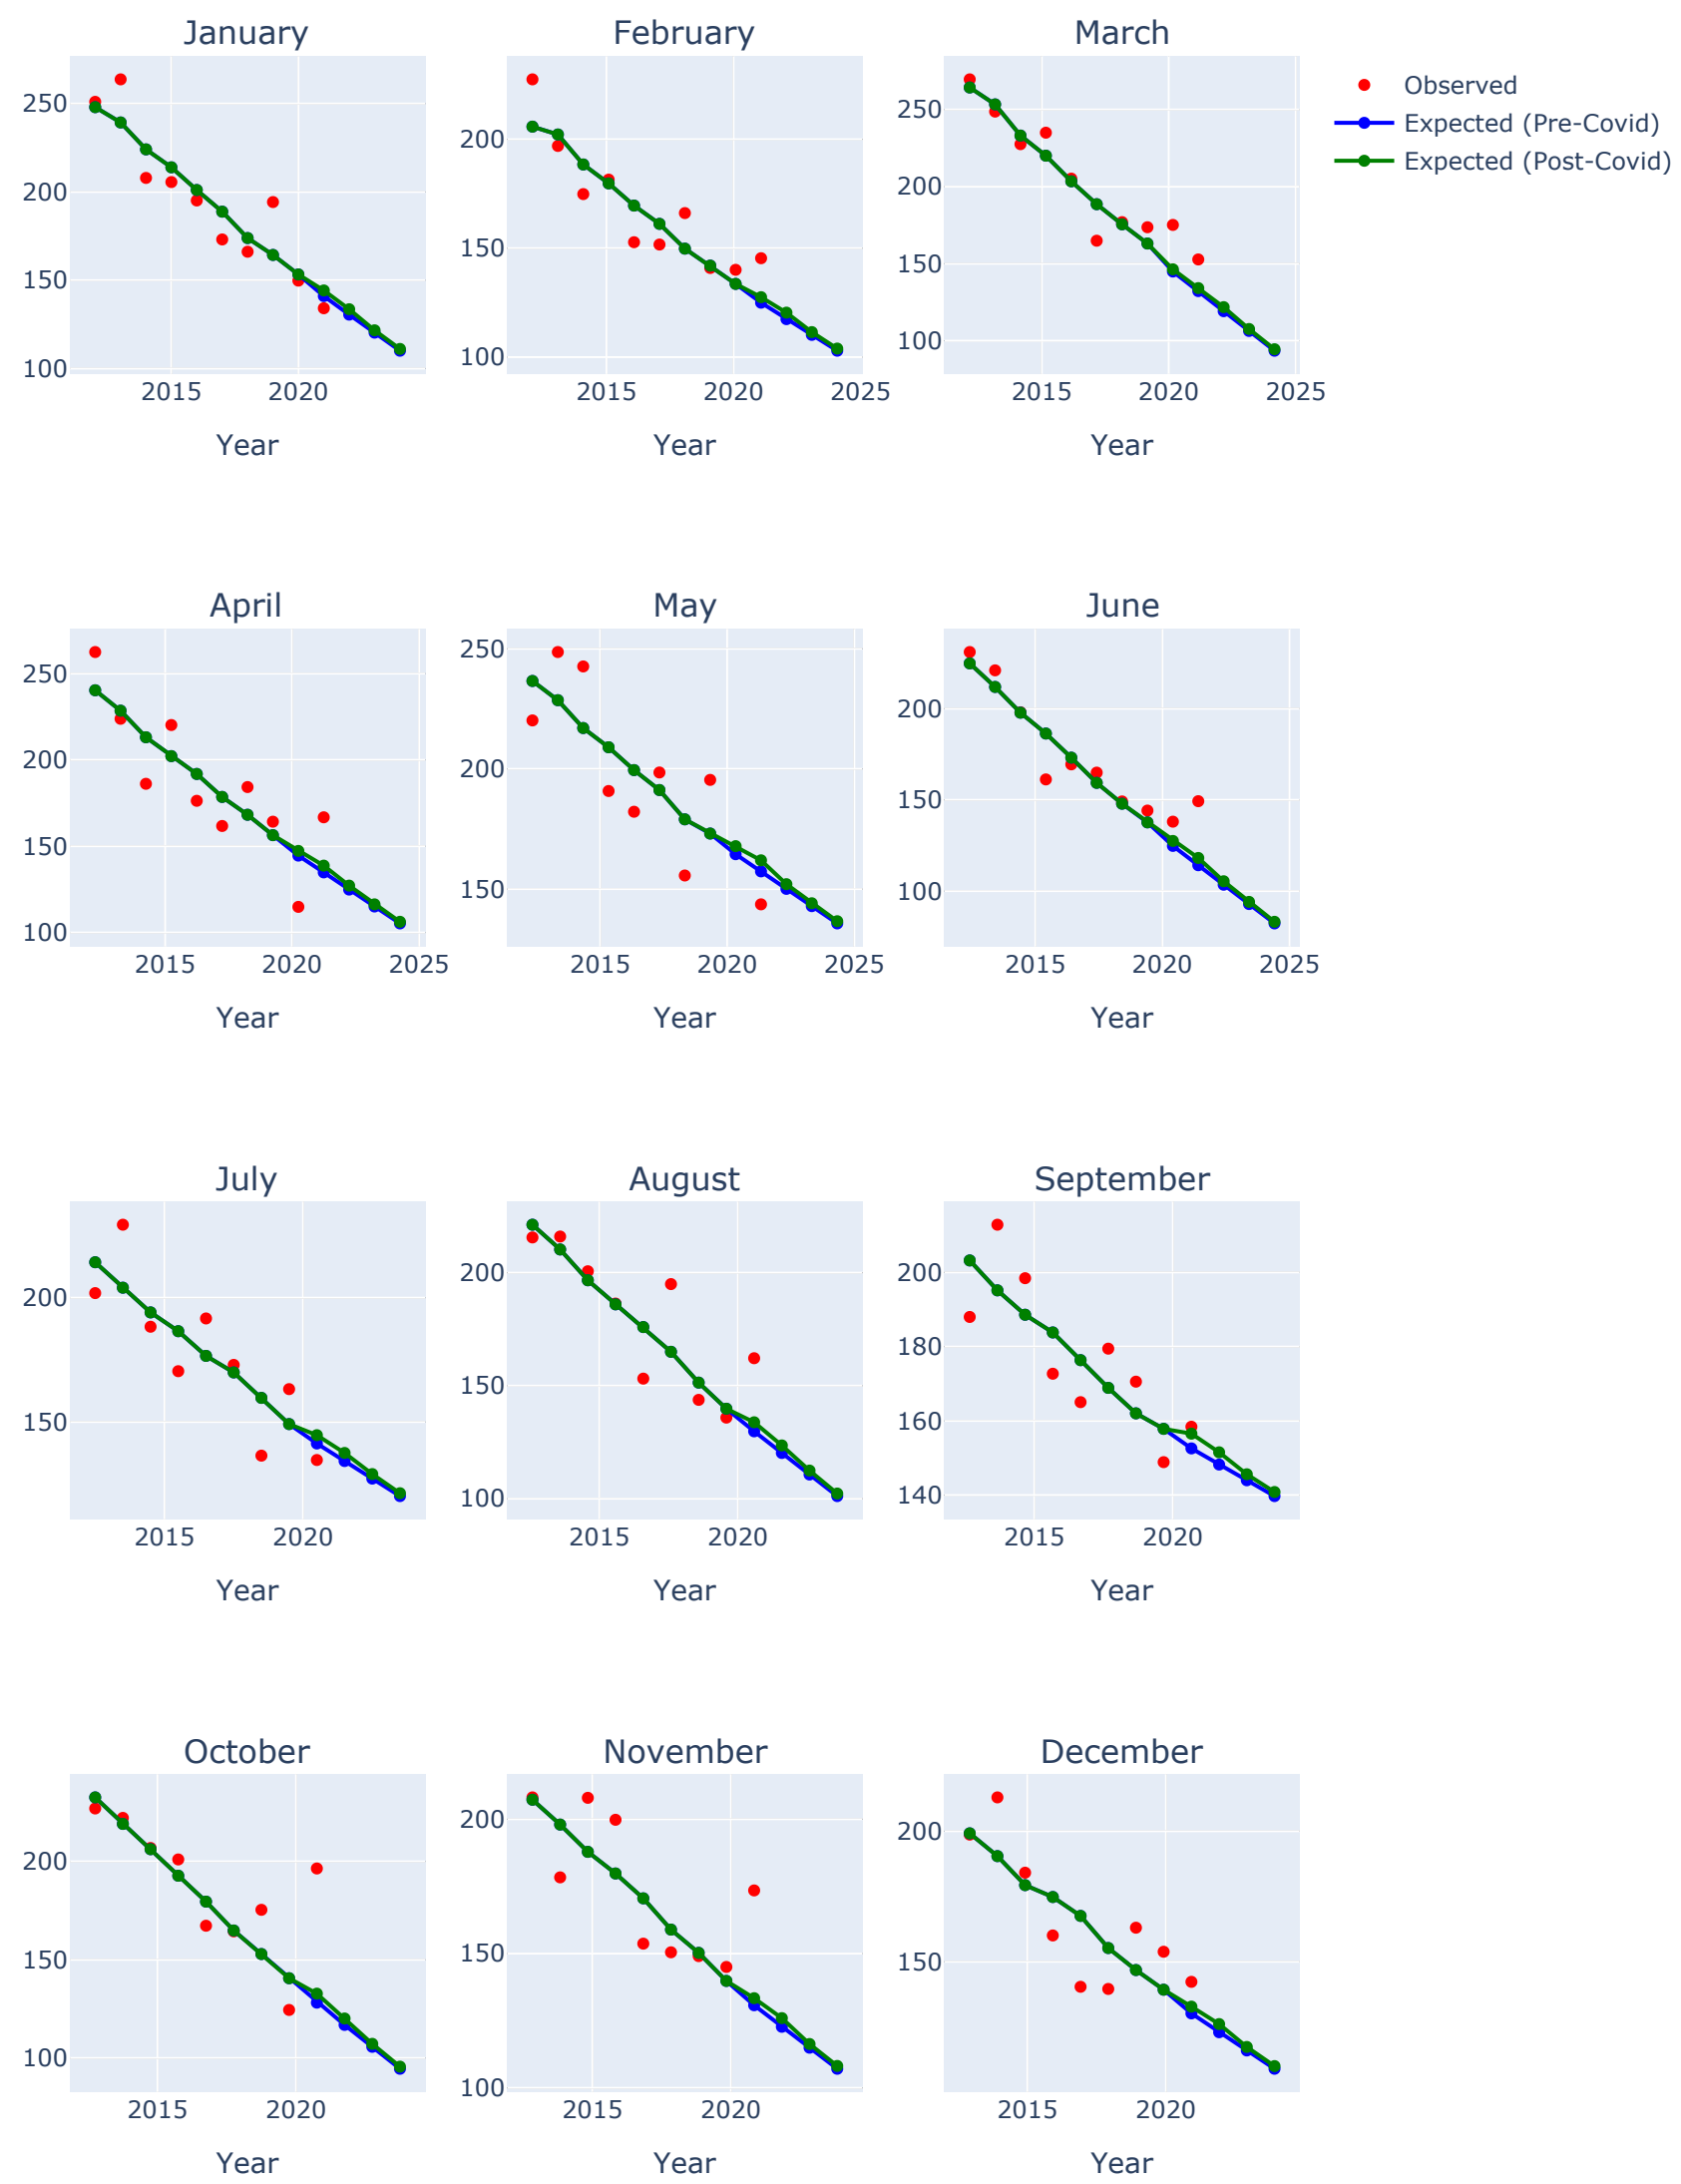 January February March
Observed
Expected (Pre-Covid)
Expected (Post-Covid)
250
200
150
100
2015 2020
Year
200
150
100
2015 2020 2025
Year
250
200
150
100
2015 2020 2025
Year
April May June
250
200
150
100
2015 2020 2025
Year
250
200
150
2015 2020 2025
Year
200
150
100
2015 2020 2025
Year
July August September
200
150
2015 2020
Year
200
150
100
2015 2020
Year
200
180
160
140
2015 2020
Year
October November December
200
150
100
2015 2020
Year
200
150
100
2015 2020
Year
200
150
2015 2020
Year